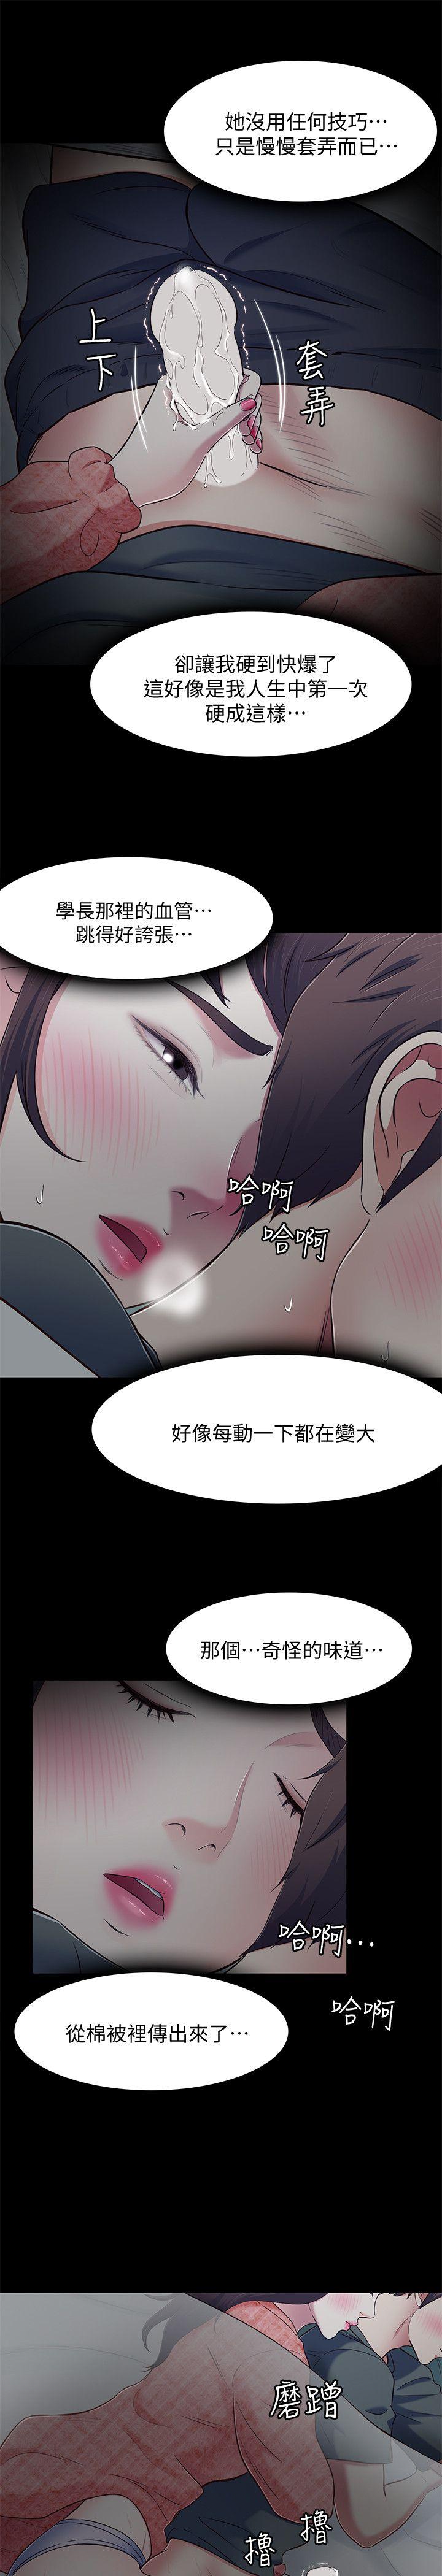 她沒用任何技巧⋯
只是慢慢套弄而已⋯
上下
套弄
卻讓我硬到快爆了
這好像是我人生中第一次
硬成這樣⋯
學長那裡的血管⋯
跳得好誇張⋯
哈啊
哈啊
好像每動一下都在變大
那個⋯奇怪的味道⋯
哈啊⋯
哈啊
從棉被裡傳出來了⋯
磨蹭
擼
擼